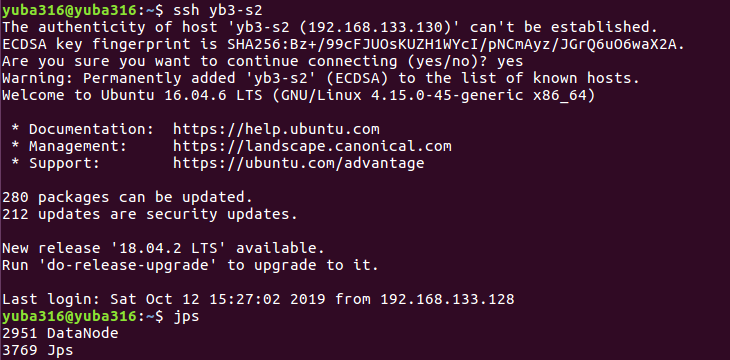 yuba316@yuba316:~$ ssh yb3-s2
The authenticity of host 'yb3-s2 (192.168.133.130)' can't be established.
ECDSA key fingerprint is SHA256:Bz+/99cFJUOsKUZH1WYcI/pNCmAyz/JGrQ6uO6waX2A.
Are you sure you want to continue connecting (yes/no)? yes
Warning: Permanently added 'yb3-s2' (ECDSA) to the list of known hosts.
Welcome to Ubuntu 16.04.6 LTS (GNU/Linux 4.15.0-45-generic x86_64)
* Documentation: https://help.ubuntu.com
* Management: https://landscape.canonical.com
* Support: https://ubuntu.com/advantage
280 packages can be updated.
212 updates are security updates.
New release '18.04.2 LTS' available.
Run 'do-release-upgrade' to upgrade to it.
Last login: Sat Oct 12 15:27:02 2019 from 192.168.133.128
yuba316@yuba316:~$ jps
2951 DataNode
3769 Jps